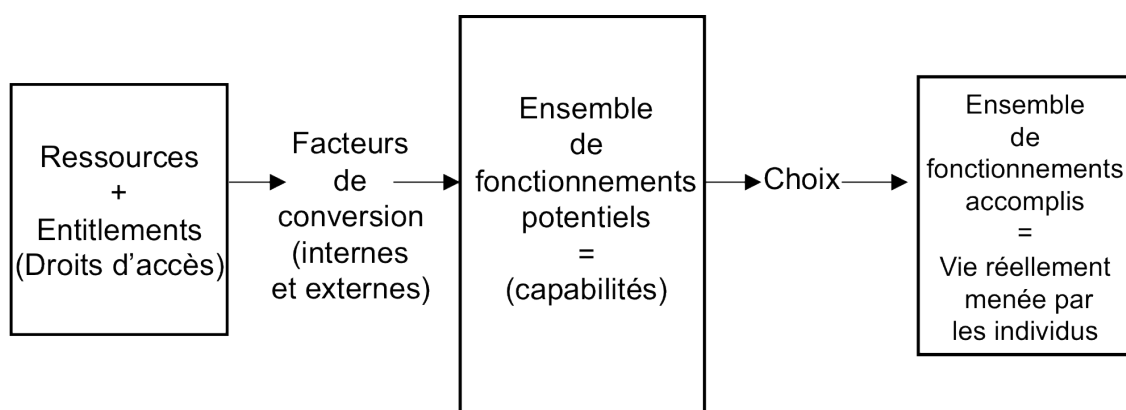 Ressources
+
Entitlements
(Droits d’accès)
Facteurs
de
conversion
(internes
et externes)
Ensemble
de
fonctionnements
potentiels
=
(capabilités)
Choix
Ensemble
de
fonctionnements
accomplis
=
Vie réellement
menée par
les individus